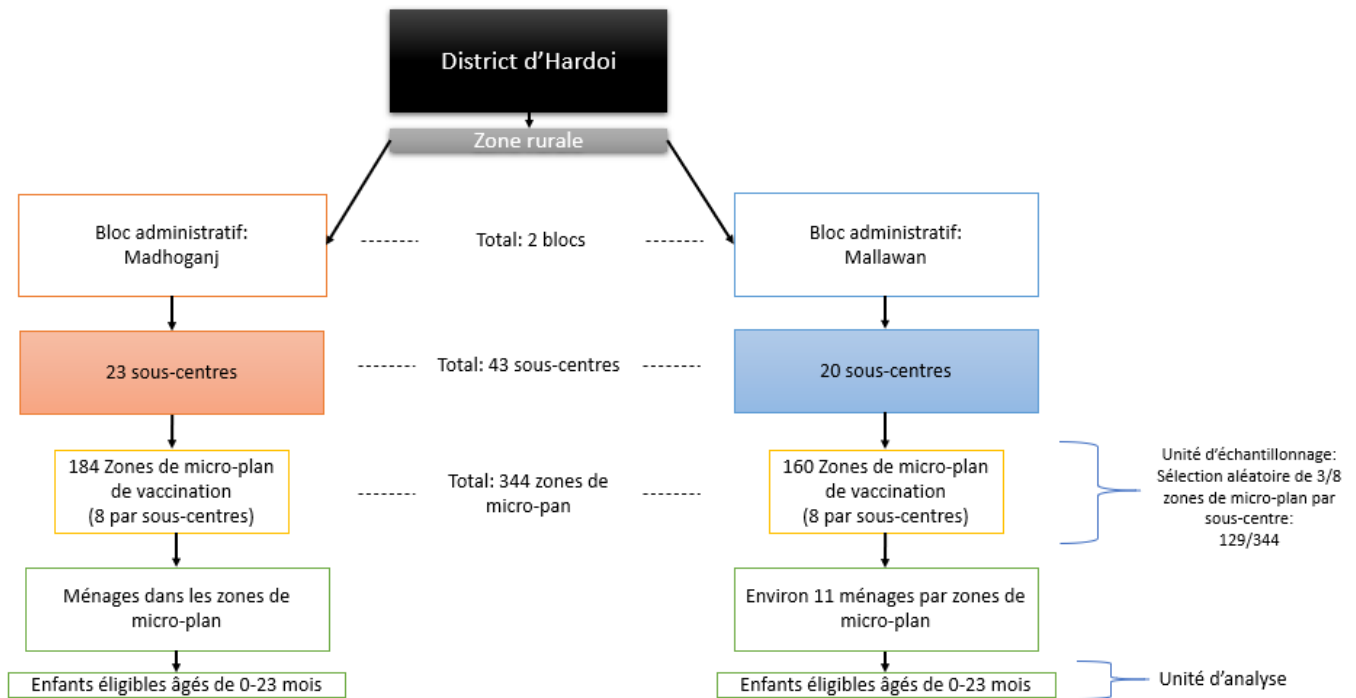 District d'Hardoi
Zone rurale
Bloc administratif:
Madhoganj
Total: 2 blocs
Bloc administratif:
Mallawan
23 sous-centres
Total: 43 sous-centres
20 sous-centres
184 Zones de micro-plan
de vaccination
(8 par sous-centres)
Total: 344 zones de
micro-pan
160 Zones de micro-plan
de vaccination
(8 par sous-centres)
Unité d'échantillonnage:
Sélection aléatoire de 3/8
zones de micro-plan par
sous-centre:
129/344
Ménages dans les zones de
micro-plan
Environ 11 ménages par zones de
micro-plan
Enfants éligibles âgés de 0-23 mois
Enfants éligibles âgés de 0-23 mois
Unité d'analyse